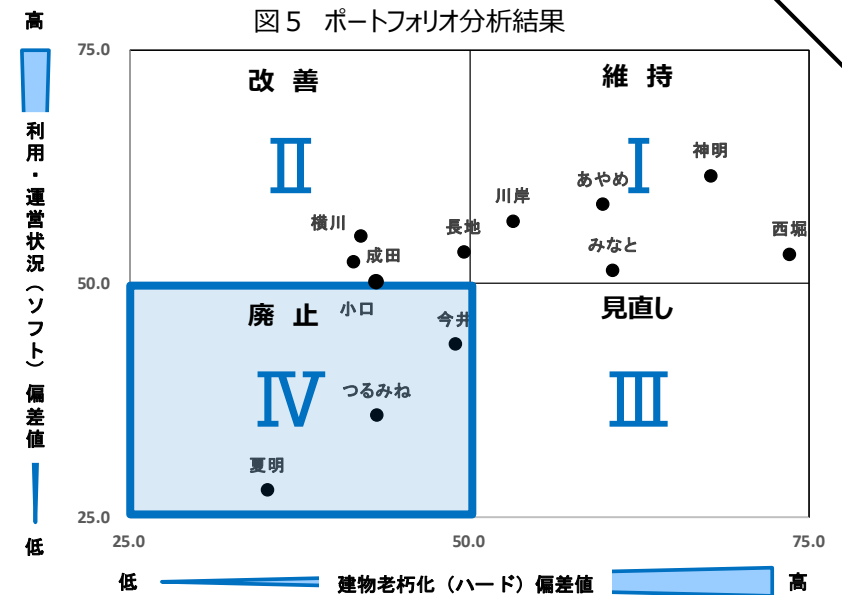 図５ ポートフォリオ分析結果
高
利用・運営状況（ソフト）偏差値
低
75.0
50.0
25.0
改 善
Ⅱ
維 持
Ⅰ
神明
あやめ
川岸
みなと
西堀
横川
成田
長地
小口
廃 止
Ⅳ
今井
つるみね
夏明
見直し
Ⅲ
25.0
50.0
75.0
低 建物老朽化（ハード）偏差値 高